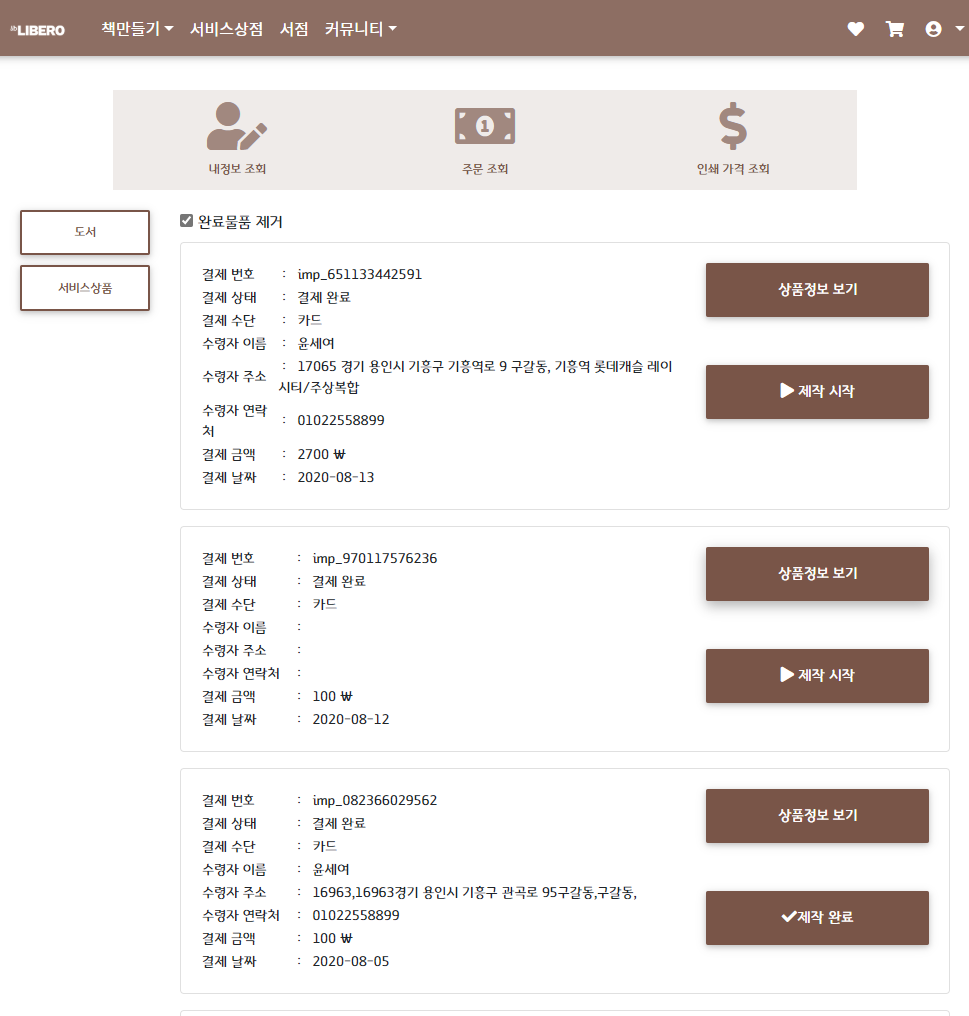 LIBERO 책만들기 서비스상점 서점 커뮤니티
1
내정보 조회 주문 조회 인쇄 가격 조회
도서
서비스상품
완료물품 제거
결제 번호 : imp_651133442591
결제 상태 : 결제 완료
결제 수단 : 카드
수령자 이름 : 윤세여
수령자 주소 : 17065 경기 용인시 기흥구 기흥역로 9 구갈동, 기흥역 롯데캐슬 레이
시티/주상복합
수령자 연락
처 : 01022558899
결제 금액 : 2700 ₩
결제 날짜 : 2020-08-13
상품정보 보기
제작 시작
결제 번호 : imp_970117576236
결제 상태 : 결제 완료
결제 수단 : 카드
수령자 이름 :
수령자 주소 :
수령자 연락처 :
결제 금액 : 100 ₩
결제 날짜 : 2020-08-12
상품정보 보기
제작 시작
결제 번호 : imp_082366029562
결제 상태 : 결제 완료
결제 수단 : 카드
수령자 이름 : 윤세여
수령자 주소 : 16963,16963경기 용인시 기흥구 관곡로 95구갈동,구갈동,
수령자 연락처 : 01022558899
결제 금액 : 100 ₩
결제 날짜 : 2020-08-05
상품정보 보기
제작 완료